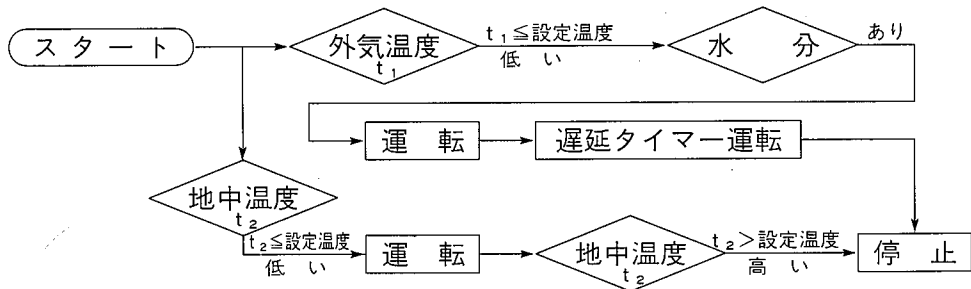 スタート
外気温度
t₁
t₁≦設定温度
低い
水分
あり
運転
遅延タイマー運転
地中温度
t₂
t₂≦設定温度
低い
運転
地中温度
t₂
t₂＞設定温度
高い
停止